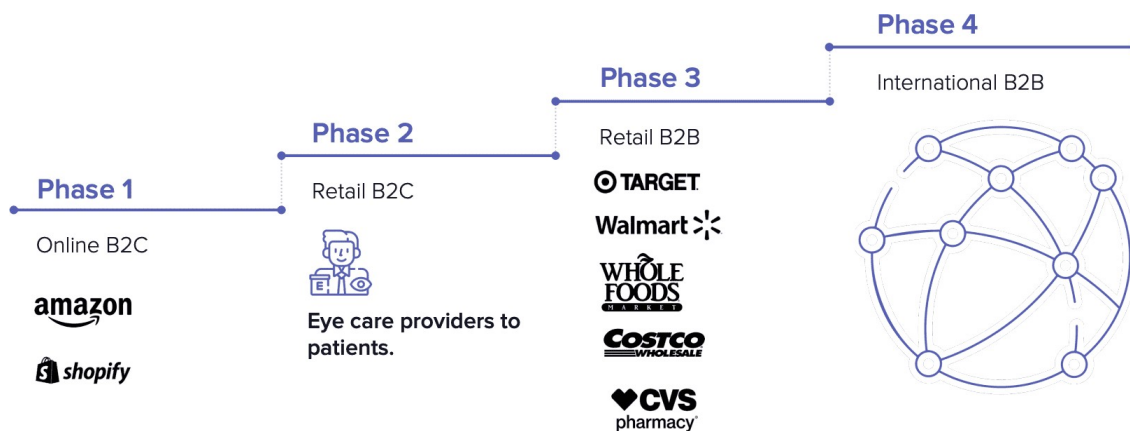 Phase 1
Online B2C
amazon
shopify
Phase 2
Retail B2C
E
Eye care providers to
patients.
Phase 3
Retail B2B
TARGET
Walmart
WHOLE
FOODS
MARKET
COSTCO
WHOLESALE
CVS
pharmacy®
Phase 4
International B2B